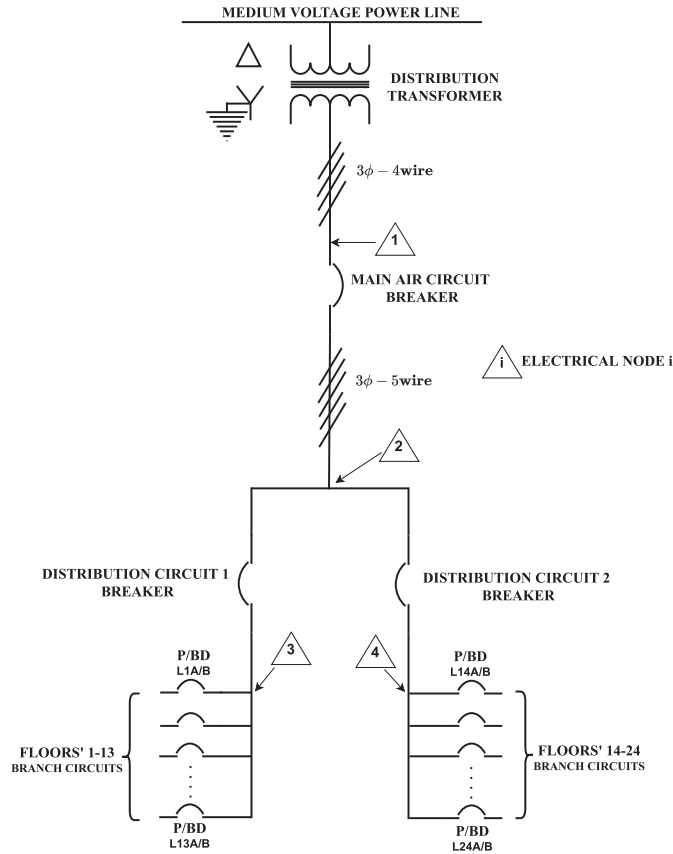 MEDIUM VOLTAGE POWER LINE
DISTRIBUTION
TRANSFORMER
3ϕ − 4wire
1
MAIN AIR CIRCUIT
BREAKER
3ϕ − 5wire
i
ELECTRICAL NODE i
2
DISTRIBUTION CIRCUIT 1
BREAKER
DISTRIBUTION CIRCUIT 2
BREAKER
3
4
P/BD
L1A/B
P/BD
L14A/B
FLOORS' 1-13
BRANCH CIRCUITS
FLOORS' 14-24
BRANCH CIRCUITS
P/BD
L13A/B
P/BD
L24A/B